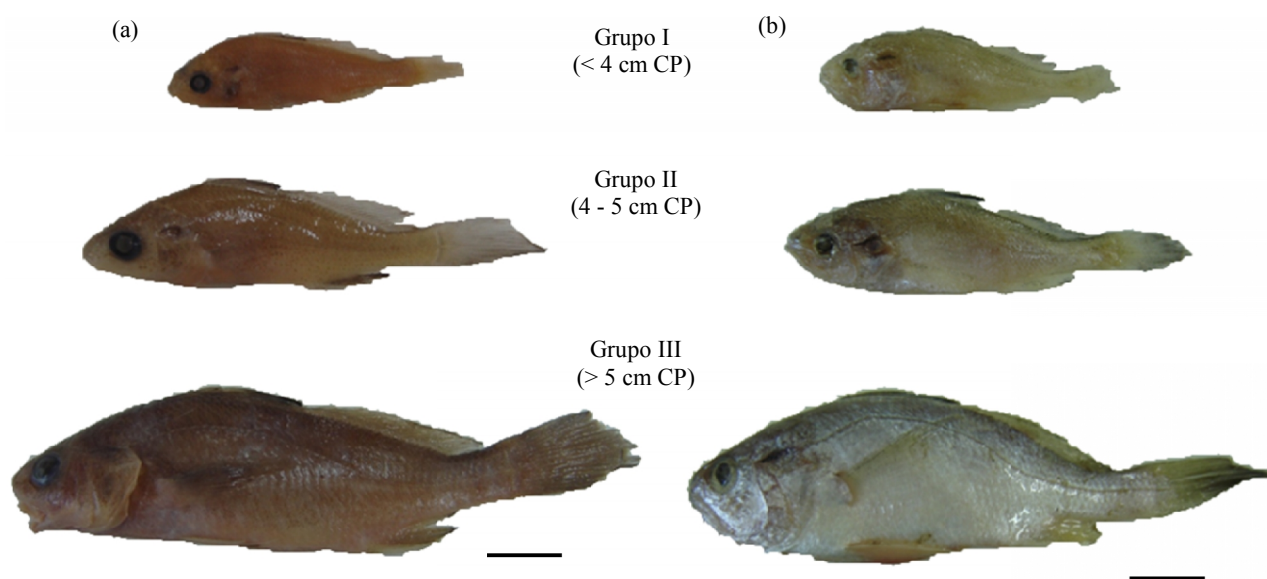 (a)
Grupo I
(< 4 cm CP)
(b)
Grupo II
(4 - 5 cm CP)
Grupo III
(> 5 cm CP)